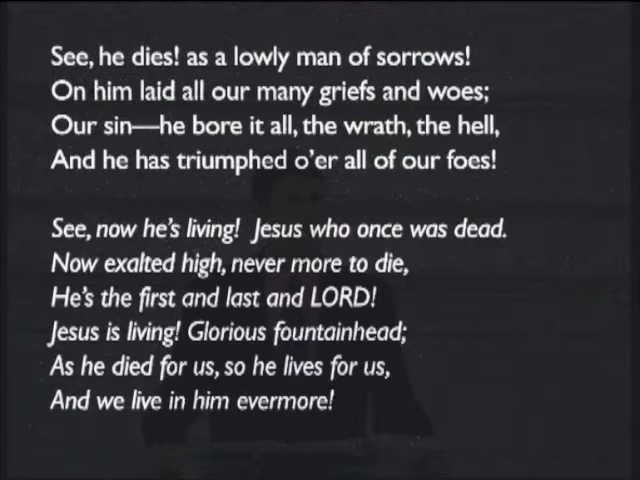 See, he dies! as a lowly man of sorrows!
On him laid all our many griefs and woes;
Our sin—he bore it all, the wrath, the hell,
And he has triumphed o'er all of our foes!
See, now he's living! Jesus who once was dead.
Now exalted high, never more to die,
He's the first and last and LORD!
Jesus is living! Glorious fountainhead;
As he died for us, so he lives for us,
And we live in him evermore!